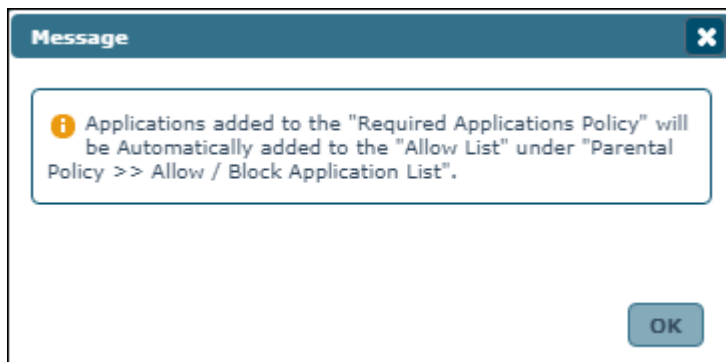 Message
Applications added to the "Required Applications Policy" will
be Automatically added to the "Allow List" under "Parental
Policy >> Allow / Block Application List".
OK